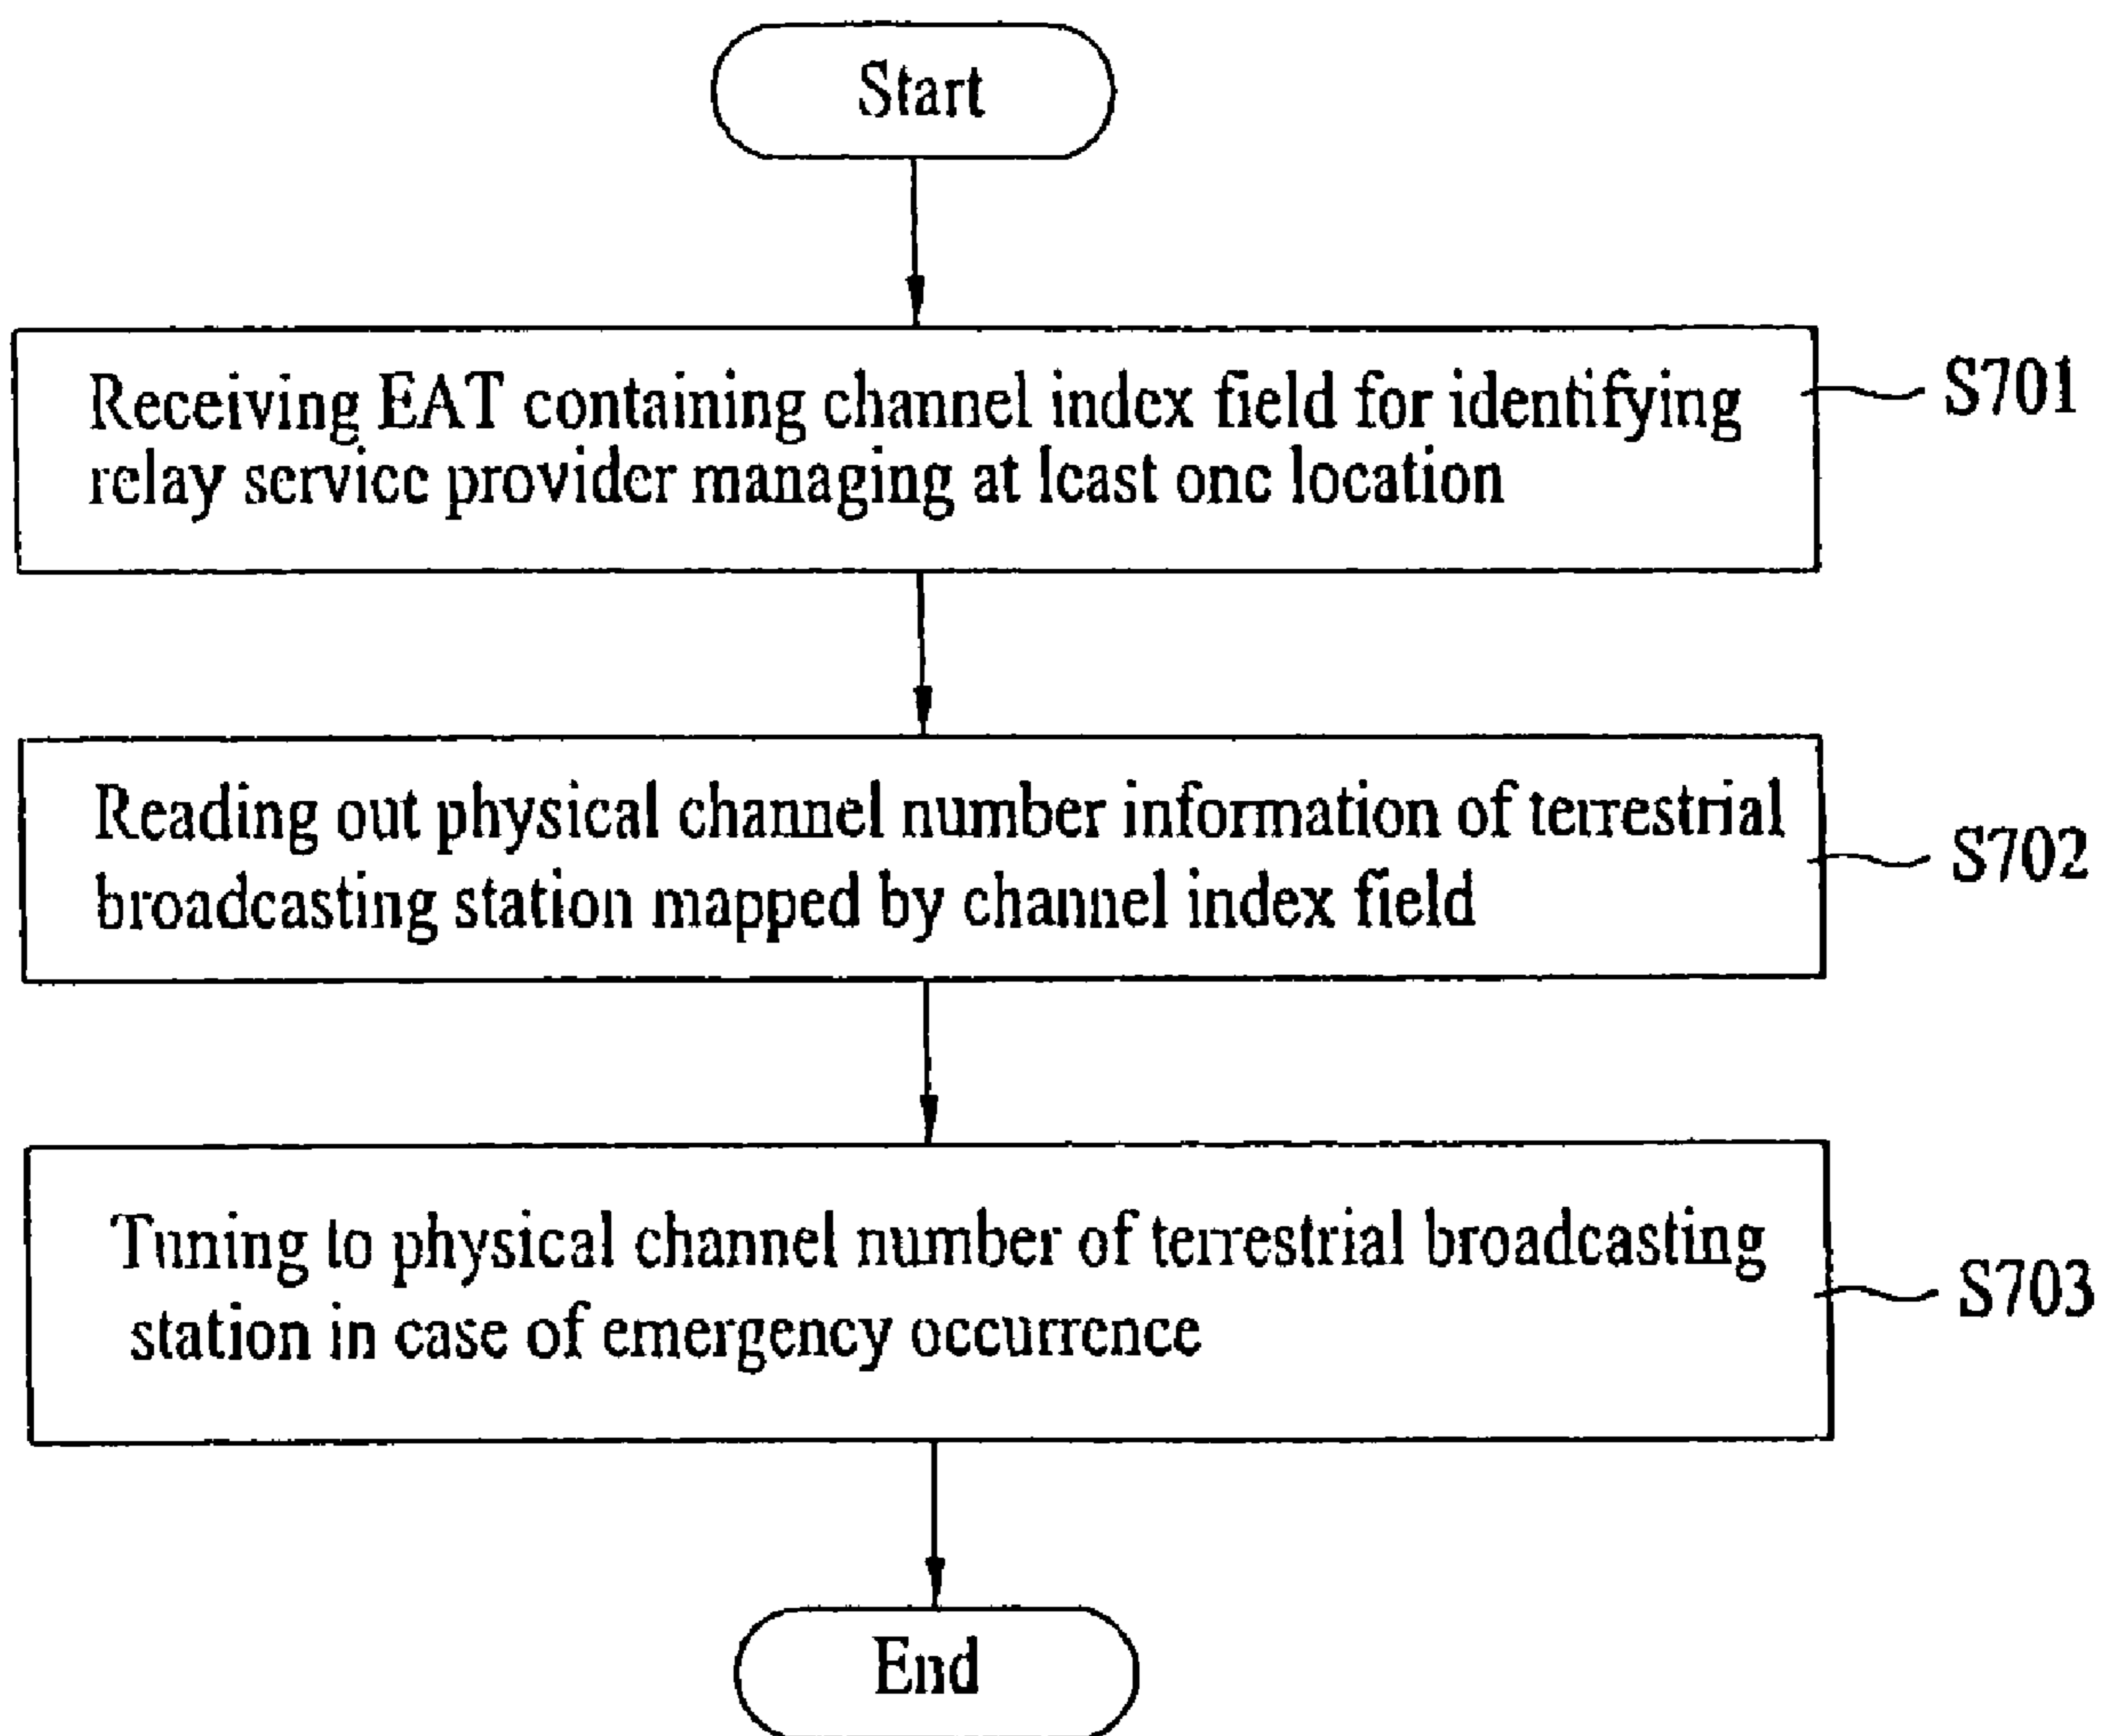 Start
Receiving EAT containing channel index field for identifying
relay service provider managing at least one location
S701
Reading out physical channel number information of terrestrial
broadcasting station mapped by channel index field
S702
Tuning to physical channel number of terrestrial broadcasting
station in case of emergency occurrence
S703
End